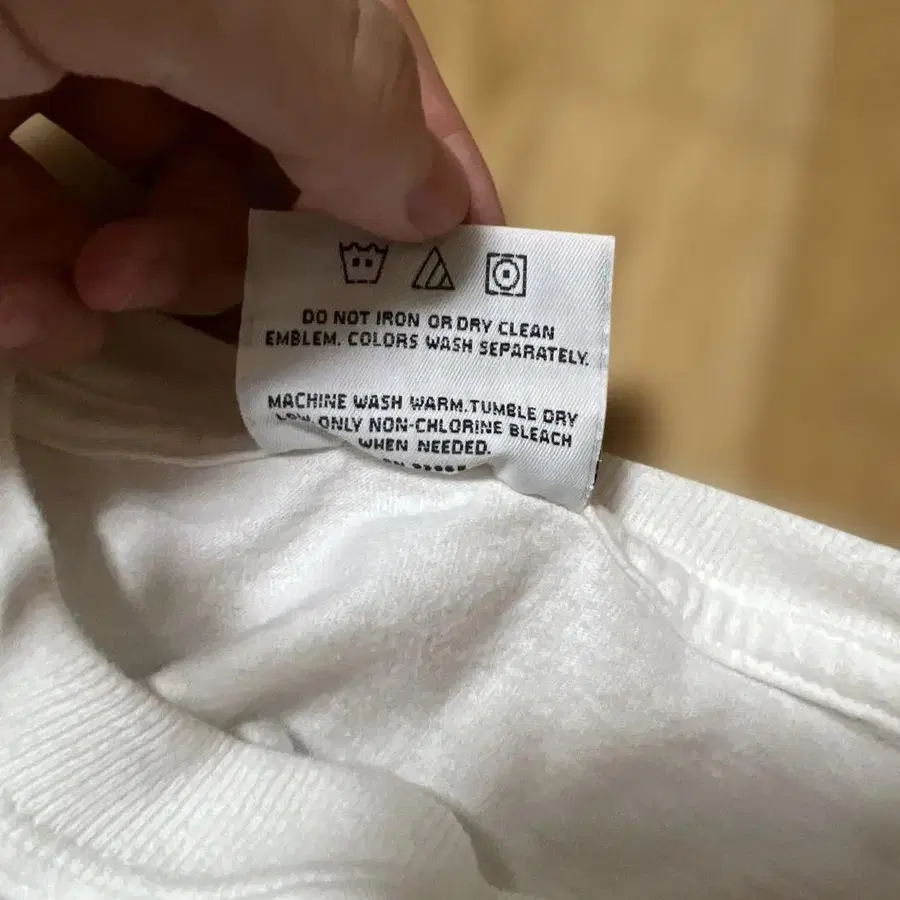 DO NOT IRON OR DRY CLEAN
EMBLEM. COLORS WASH SEPARATELY.
MACHINE WASH WARM.TUMBLE DRY
LOW ONLY NON-CHLORINE BLEACH
WHEN NEEDED.